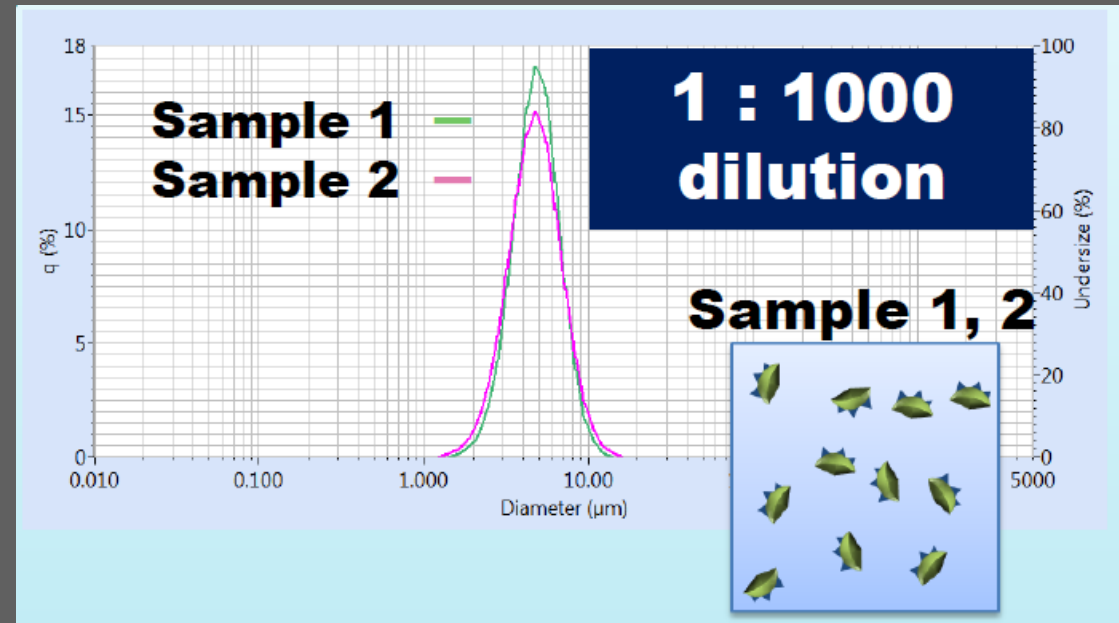 18
15
10
5
0
q (%)
Sample 1
Sample 2
1 : 1000
dilution
100
80
60
40
20
0
Undersize (%)
Sample 1, 2
0.010 0.100 1.000 10.00 5000
Diameter (µm)